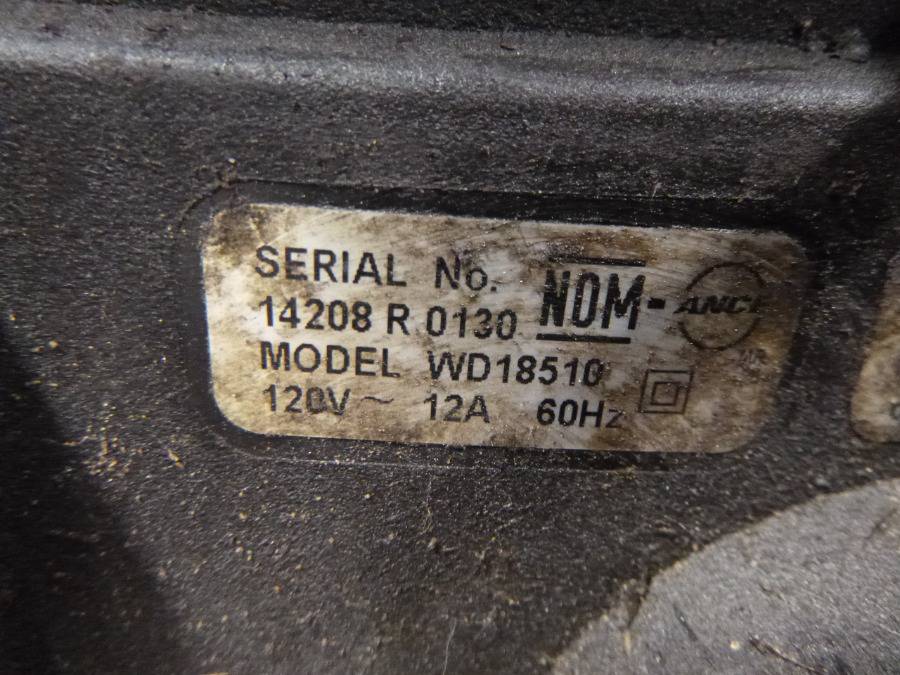 SERIAL No.
14208 R 0130
NOM-ANCE
MODEL WD18510
120V ~ 12A 60Hz